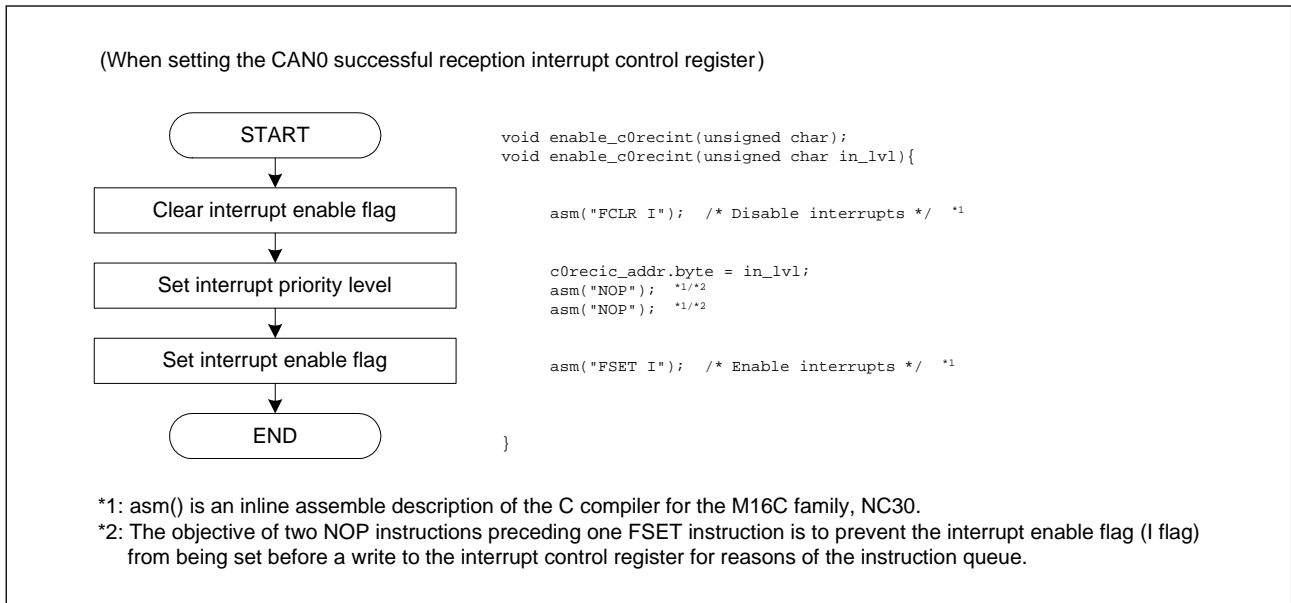 (When setting the CAN0 successful reception interrupt control register)
START
void enable_c0recint(unsigned char);
void enable_c0recint(unsigned char in_lvl){
Clear interrupt enable flag
asm("FCLR I"); /* Disable interrupts */ *1
Set interrupt priority level
c0recic_addr.byte = in_lvl;
asm("NOP"); *1/*2
asm("NOP"); *1/*2
Set interrupt enable flag
asm("FSET I"); /* Enable interrupts */ *1
END
}
*1: asm() is an inline assemble description of the C compiler for the M16C family, NC30.
*2: The objective of two NOP instructions preceding one FSET instruction is to prevent the interrupt enable flag (I flag)
from being set before a write to the interrupt control register for reasons of the instruction queue.